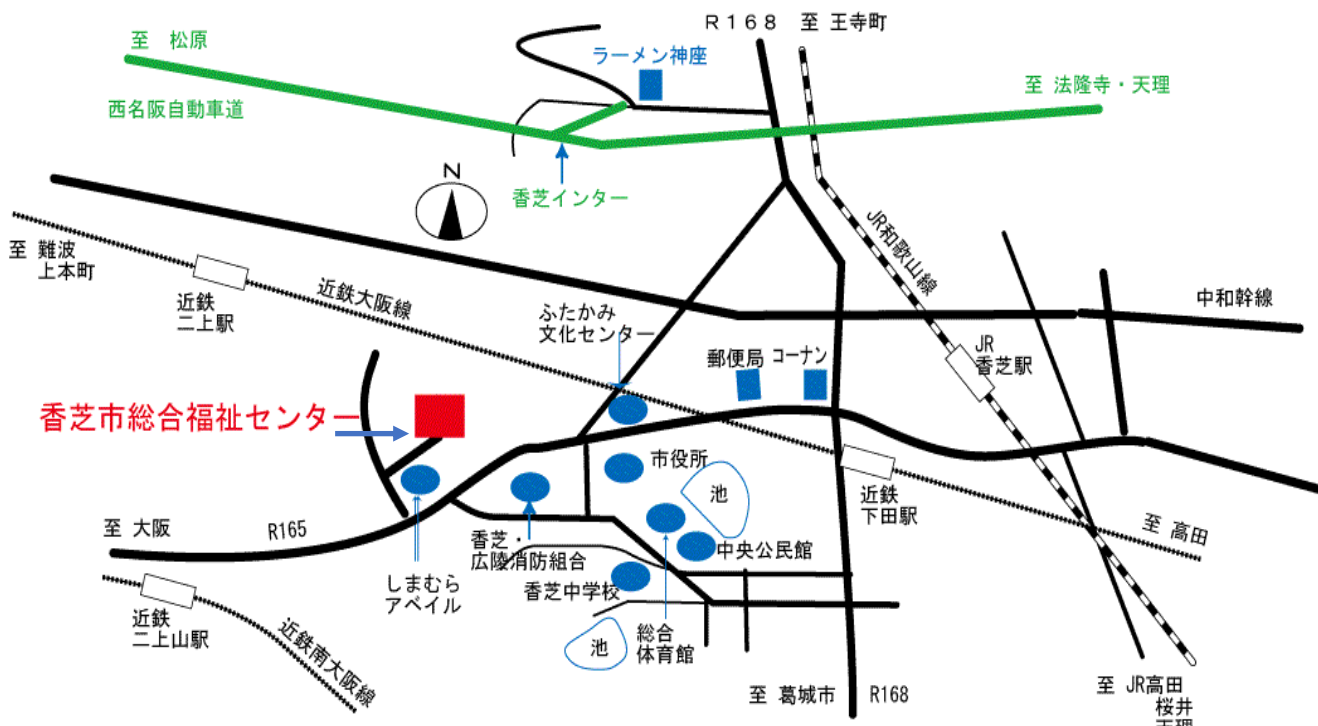 R168 至 王寺町
至 松原
ラーメン神座
至 法隆寺・天理
西名阪自動車道
N
香芝インター
JR和歌山線
至 難波
上本町
近鉄
二上駅
近鉄大阪線
中和幹線
ふたかみ
文化センター
郵便局
コーナン
JR
香芝駅
香芝市総合福祉センター
市役所
池
近鉄
下田駅
至 高田
至 大阪
R165
香芝・
広陵消防組合
中央公民館
しまむら
アベイル
香芝中学校
近鉄
二上山駅
近鉄南大阪線
池
総合
体育館
至 葛城市
R168
至 JR高田
桜井
天理